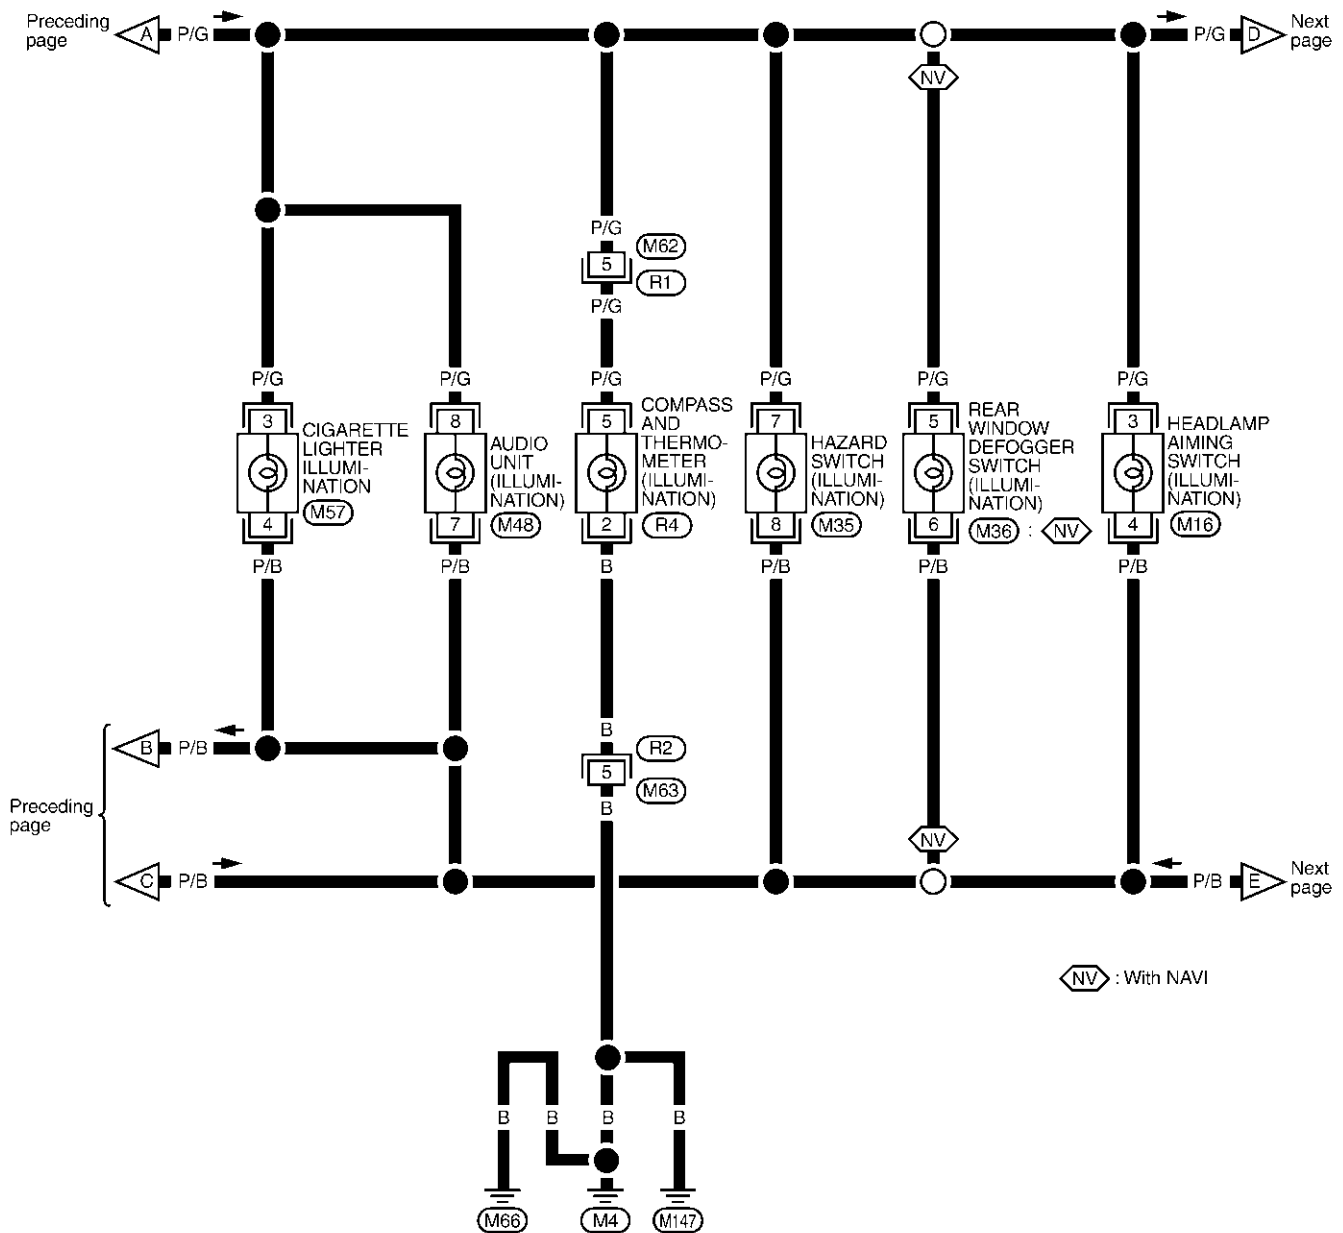 Preceding
page
A
P/G
P/G
D
Next
page
NV
P/G
5
M62
R1
P/G
P/G
P/G
P/G
P/G
P/G
P/G
3
CIGARETTE
LIGHTER
ILLUMI-
NATION
M57
4
8
AUDIO
UNIT
(ILLUMI-
NATION)
M48
7
5
COMPASS
AND
THERMO-
METER
(ILLUMI-
NATION)
R4
2
7
HAZARD
SWITCH
(ILLUMI-
NATION)
M35
8
5
REAR
WINDOW
DEFOGGER
SWITCH
(ILLUMI-
NATION)
M36 : NV
6
3
HEADLAMP
AIMING
SWITCH
(ILLUMI-
NATION)
M16
4
P/B
P/B
B
P/B
P/B
P/B
B
R2
5
M63
B
Preceding
page
B
P/B
C
P/B
NV
P/B
E
Next
page
NV : With NAVI
B
B
B
B
M66
M4
M147